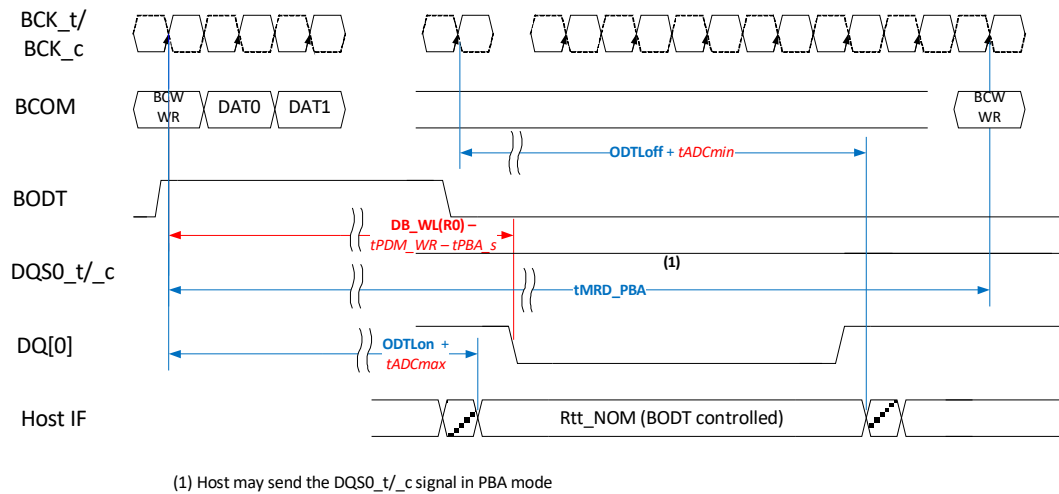 BCK_t/
BCK_c
BCOM
BCW
WR
DAT0
DAT1
BCW
WR
ODTLoff + tADCmin
BODT
DB_WL(R0) –
tPDM_WR – tPBA_s
(1)
DQS0_t/_c
tMRD_PBA
DQ[0]
ODTLon +
tADCmax
Host IF
Rtt_NOM (BODT controlled)
(1) Host may send the DQS0_t/_c signal in PBA mode